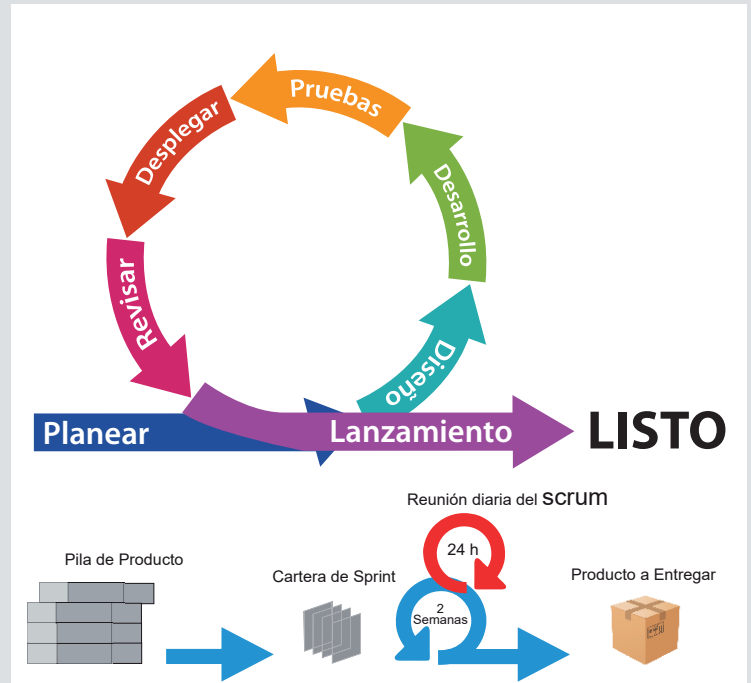 Pruebas
Desplegar
Desarrollo
Revisar
Diseño
Planear
Lanzamiento
LISTO
Reunión diaria del scrum
Pila de Producto
24 h
Cartera de Sprint
Producto a Entregar
2
Semanas